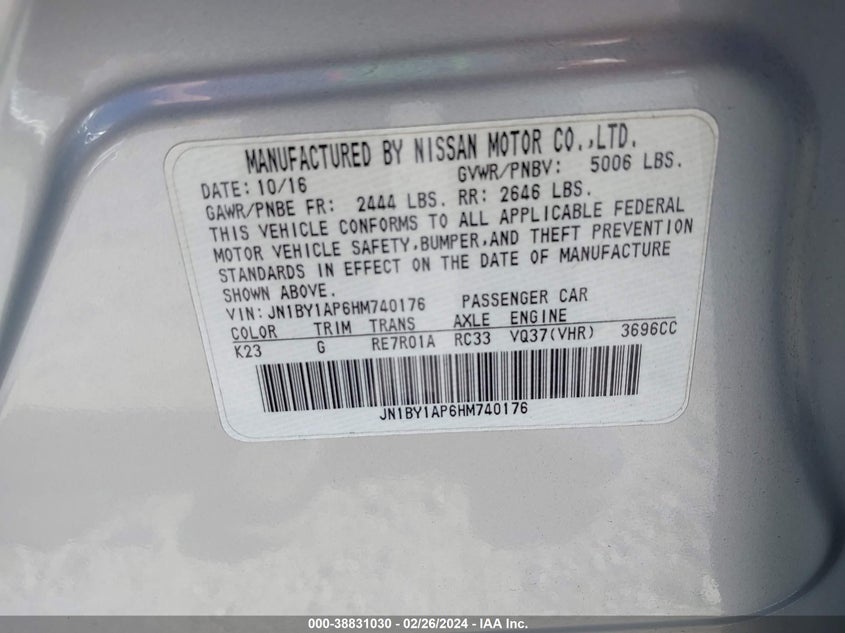 MANUFACTURED BY NISSAN MOTOR CO.,LTD.
DATE: 10/16 GVWR/PNBV: 5006 LBS.
GAWR/PNBE FR: 2444 LBS. RR: 2646 LBS.
THIS VEHICLE CONFORMS TO ALL APPLICABLE FEDERAL
MOTOR VEHICLE SAFETY,BUMPER,AND THEFT PREVENTION
STANDARDS IN EFFECT ON THE DATE OF MANUFACTURE
SHOWN ABOVE.
VIN: JN1BY1AP6HM740176 PASSENGER CAR
COLOR TRIM TRANS AXLE ENGINE
K23 G RE7R01A RC33 VQ37(VHR) 3696CC
JN1BY1AP6HM740176
000-38831030 - 02/26/2024 - IAA Inc.